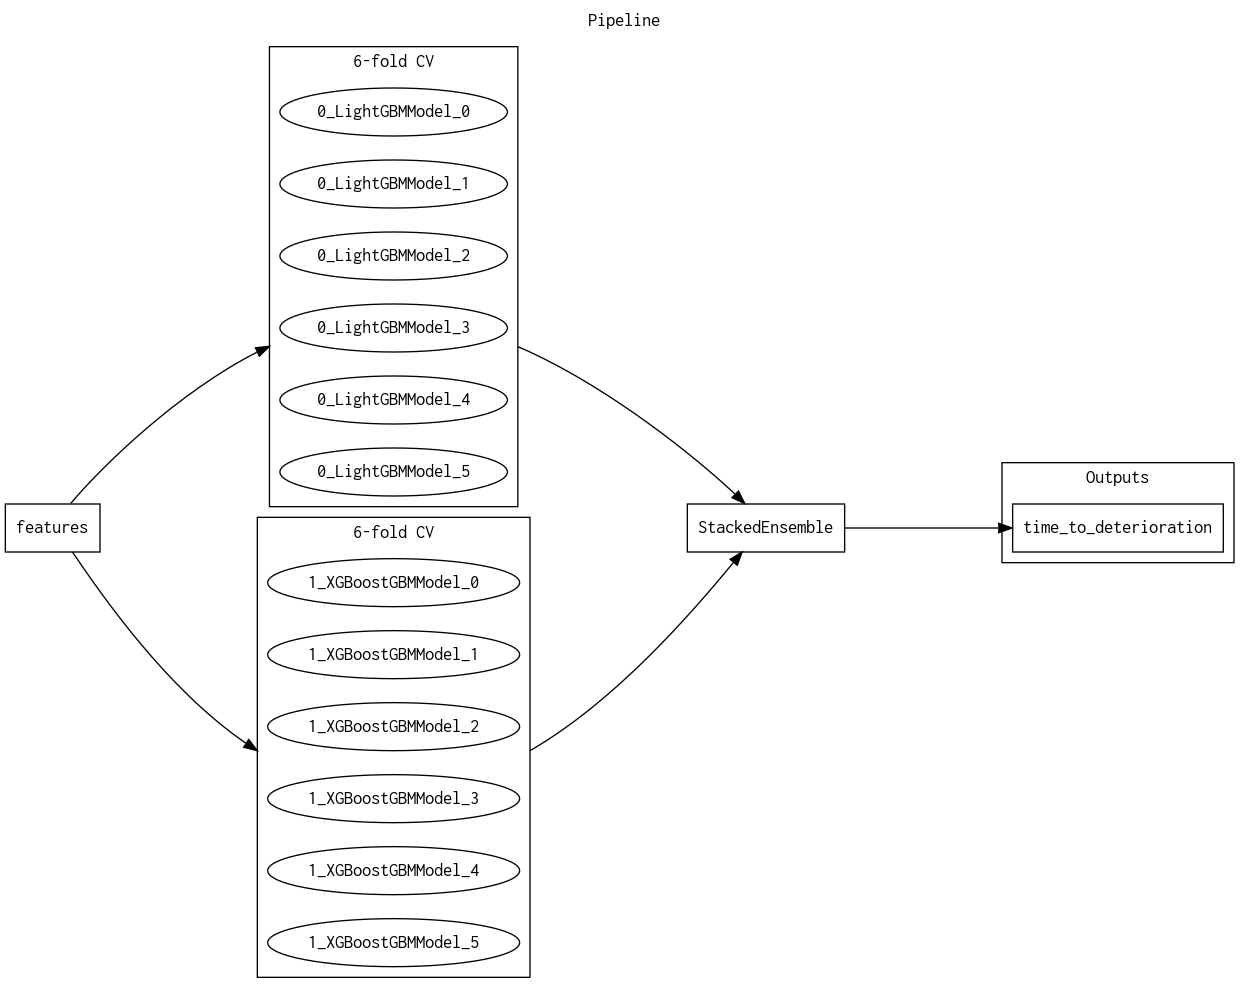 Pipeline
6-fold CV
0_LightGBMModel_0
0_LightGBMModel_1
0_LightGBMModel_2
0_LightGBMModel_3
0_LightGBMModel_4
0_LightGBMModel_5
features
6-fold CV
1_XGBoostGBMModel_0
1_XGBoostGBMModel_1
1_XGBoostGBMModel_2
1_XGBoostGBMModel_3
1_XGBoostGBMModel_4
1_XGBoostGBMModel_5
StackedEnsemble
Outputs
time_to_deterioration